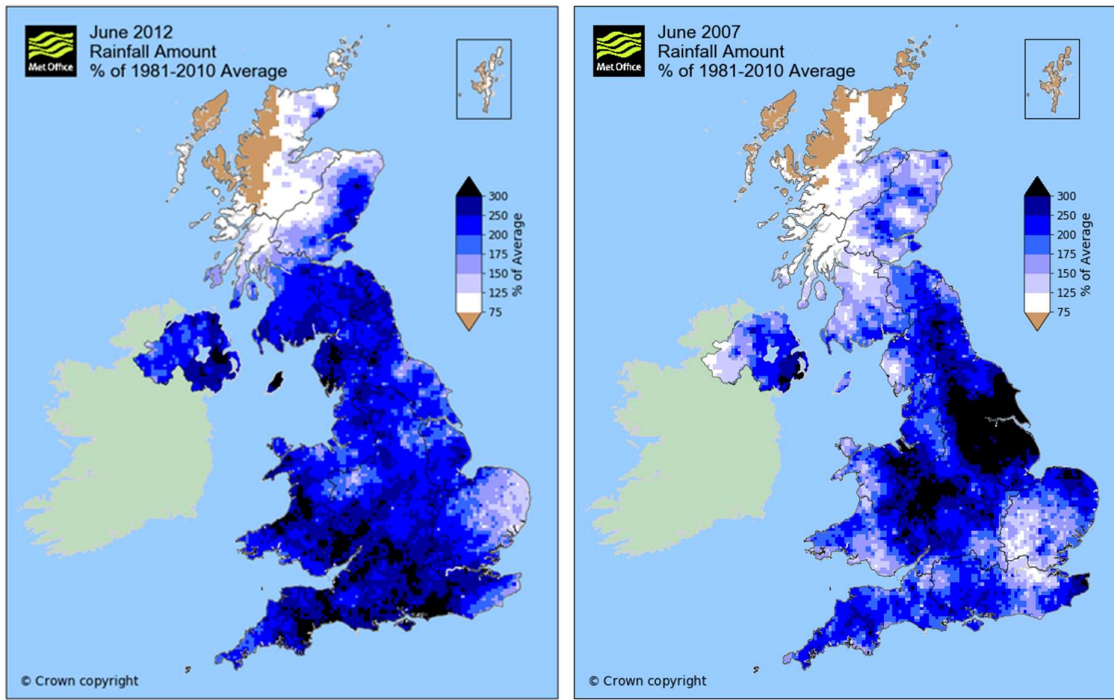 June 2012
Rainfall Amount
% of 1981-2010 Average
Met Office
300
250
200
175
150
125
75
% of Average
© Crown copyright
June 2007
Rainfall Amount
% of 1981-2010 Average
Met Office
300
250
200
175
150
125
75
% of Average
© Crown copyright